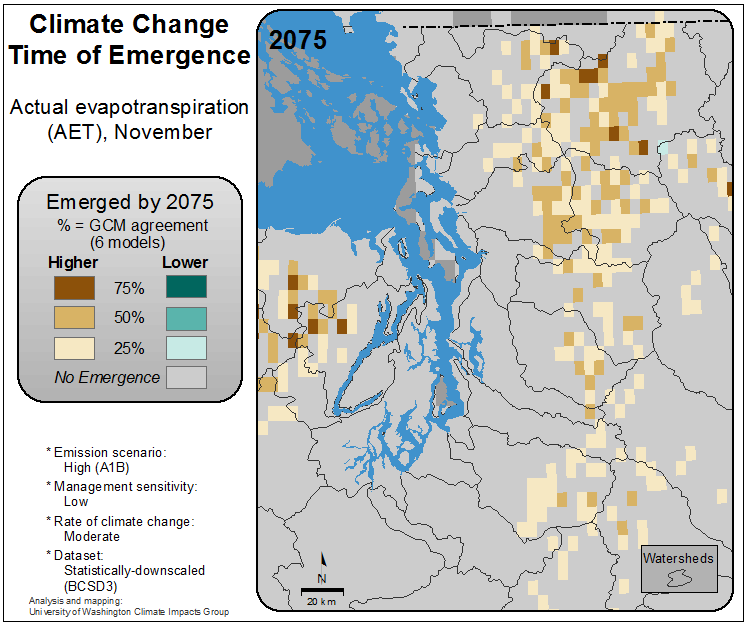 Climate Change
Time of Emergence
Actual evapotranspiration
(AET), November
Emerged by 2075
% = GCM agreement
(6 models)
Higher Lower
75%
50%
25%
No Emergence
* Emission scenario:
High (A1B)
* Management sensitivity:
Low
* Rate of climate change:
Moderate
* Dataset:
Statistically-downscaled
(BCSD3)
Analysis and mapping:
University of Washington Climate Impacts Group
2075
N
20 km
Watersheds